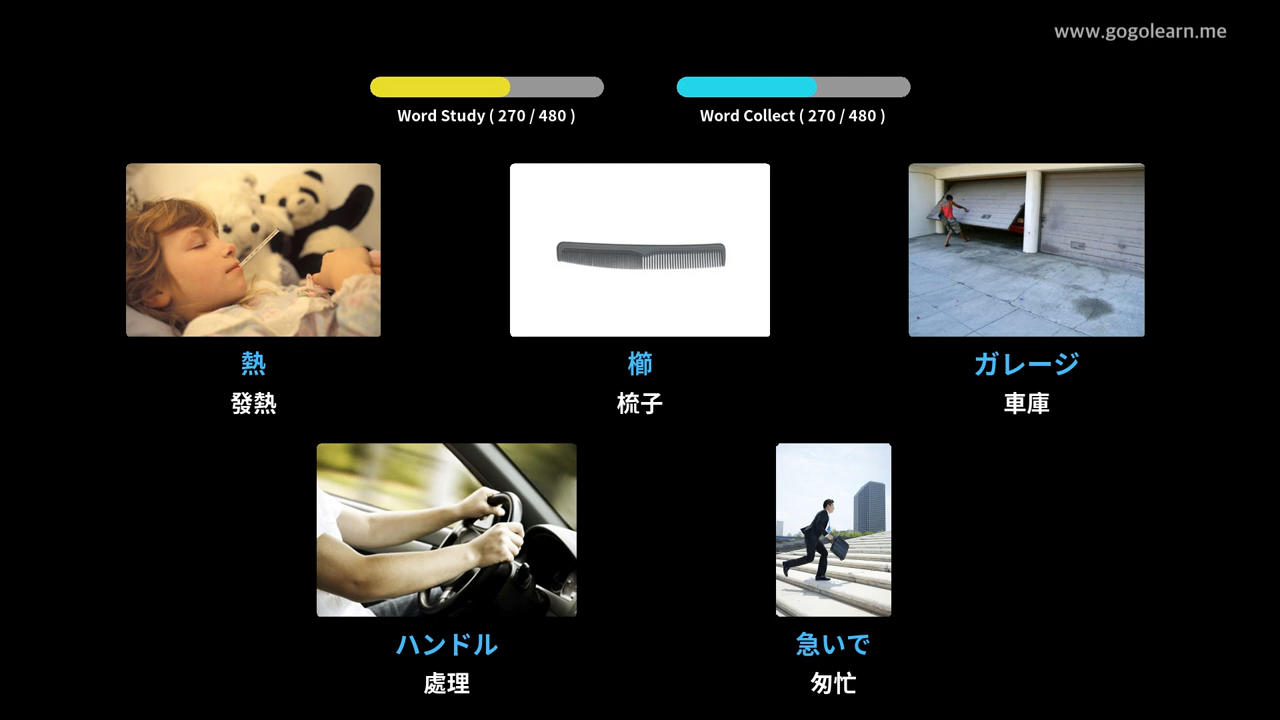 www.gogolearn.me
Word Study ( 270 / 480 )
Word Collect ( 270 / 480 )
熱
櫛
ガレージ
發熱
梳子
車庫
ハンドル
急いで
處理
匆忙